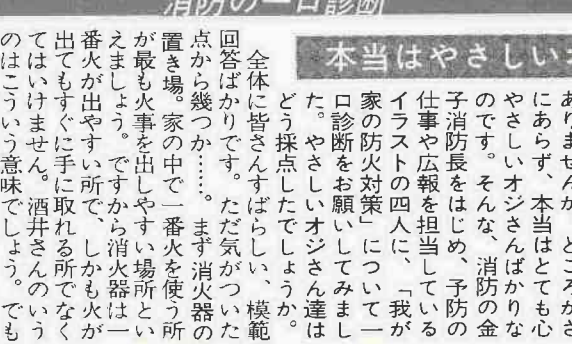 消防の一口診断
本当はやさしい
ありませんか ところがさ
にあらず、本当はとても心
やさしいオジさんばかりな
のです。そんな、消防の金
子消防長をはじめ、予防の
仕事や広報を担当している
イラストの四人に、「我が
家の防火対策」について一
口診断をお願いしてみまし
た。やさしいオジさん達は
どう採点したでしょうか。
全体に皆さんすばらしい、模範
回答ばかりです。ただ気がついた
点から幾つか……。まず消火器の
置き場。家の中で一番火を使う所
が最も火事を出しやすい場所とい
えましょう。ですから消火器は一
番火が出やすい所で、しかも火が
出てもすぐに手に取れる所でなく
てはいけません。酒井さんのいう
のはこういう意味でしょう。でも